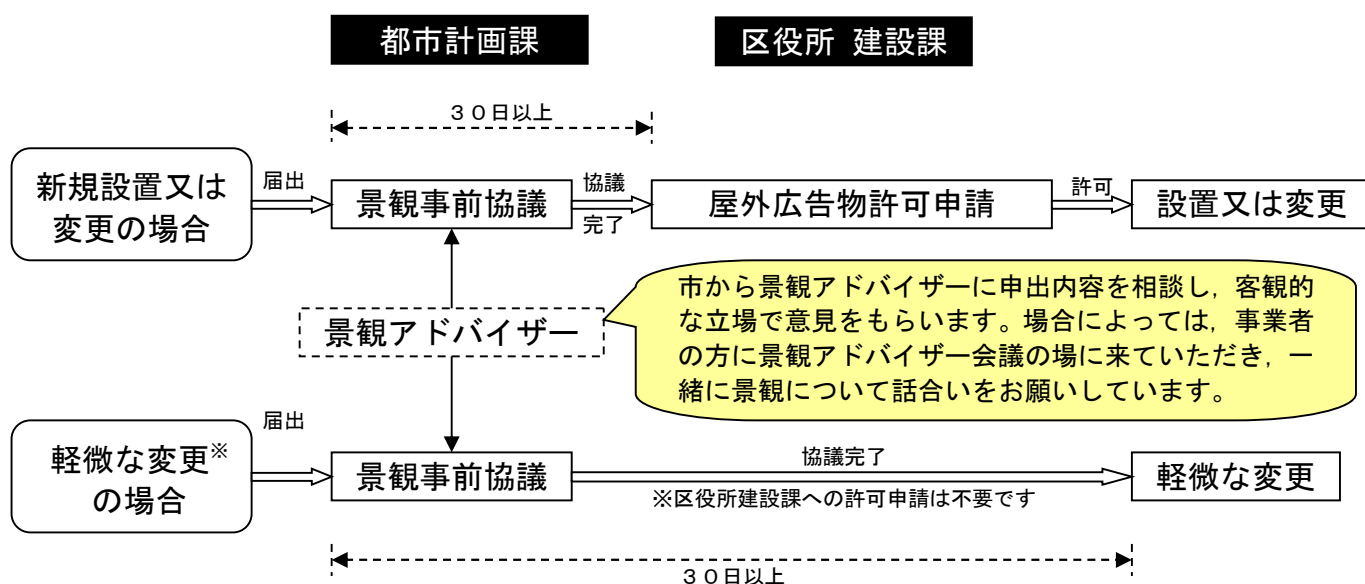 都市計画課
区役所 建設課
３０日以上
新規設置又は
変更の場合
届出
景観事前協議
協議
完了
屋外広告物許可申請
許可
設置又は変更
景観アドバイザー
市から景観アドバイザーに申出内容を相談し，客観的
な立場で意見をもらいます。場合によっては，事業者
の方に景観アドバイザー会議の場に来ていただき，一
緒に景観について話合いをお願いしています。
軽微な変更※
の場合
届出
景観事前協議
協議完了
※区役所建設課への許可申請は不要です
軽微な変更
３０日以上